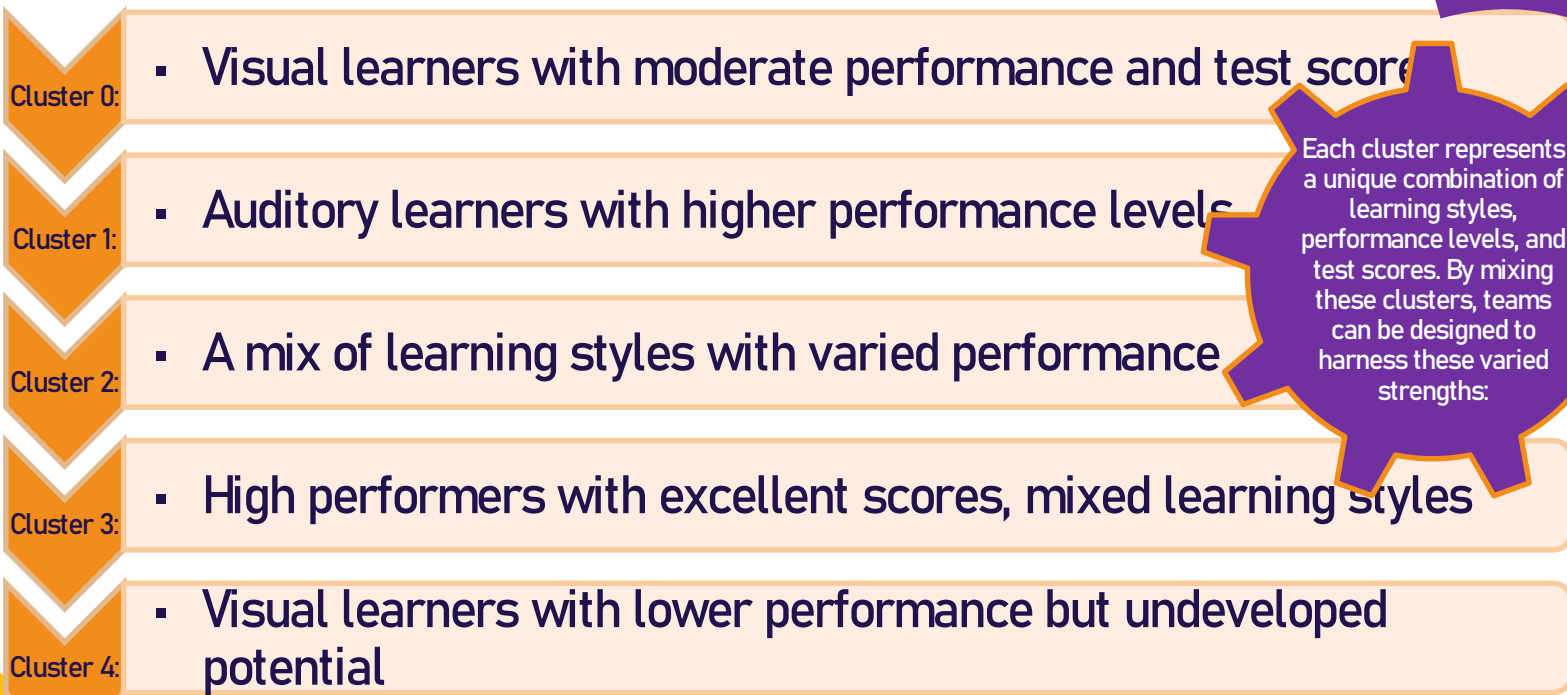 Cluster 0:
▪ Visual learners with moderate performance and test score
Cluster 1:
▪ Auditory learners with higher performance levels
Cluster 2:
▪ A mix of learning styles with varied performance
Cluster 3:
▪ High performers with excellent scores, mixed learning styles
Cluster 4:
▪ Visual learners with lower performance but undeveloped
potential
Each cluster represents
a unique combination of
learning styles,
performance levels, and
test scores. By mixing
these clusters, teams
can be designed to
harness these varied
strengths: